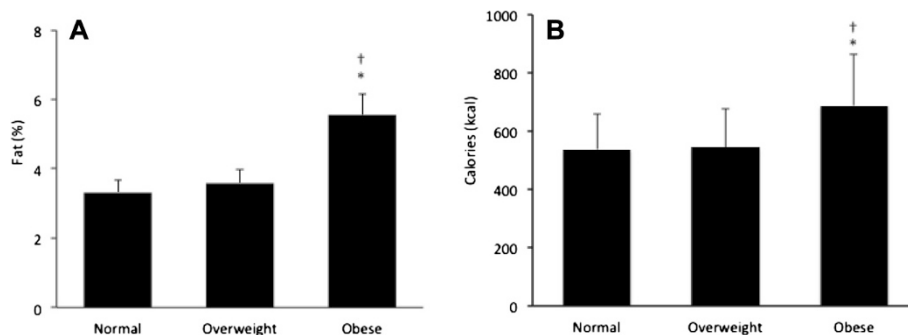 A
Fat (%)
8
6
4
2
0
†
*
Normal Overweight Obese
B
Calories (kcal)
1000
800
600
400
200
0
†
*
Normal Overweight Obese